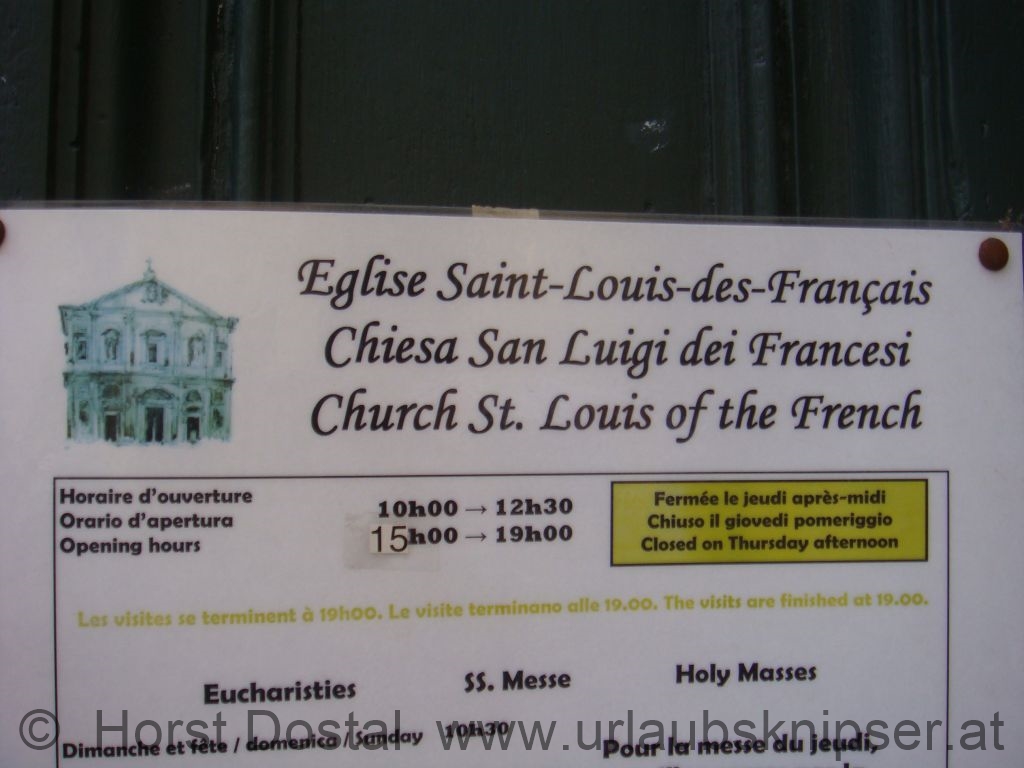 Eglise Saint-Louis-des-Français
Chiesa San Luigi dei Francesi
Church St. Louis of the French
Horaire d'ouverture
Orario d'apertura
Opening hours
10h00 → 12h30
15h00 → 19h00
Fermée le jeudi après-midi
Chiuso il giovedi pomeriggio
Closed on Thursday afternoon
Les visites se terminent à 19h00. Le visite terminano alle 19.00. The visits are finished at 19.00.
Eucharisties
SS. Messe
Holy Masses
Dimanche et fête / domenica / Sunday 10h30
Pour la messe du jeudi,
© Horst Dostal www.urlaubsknipser.at